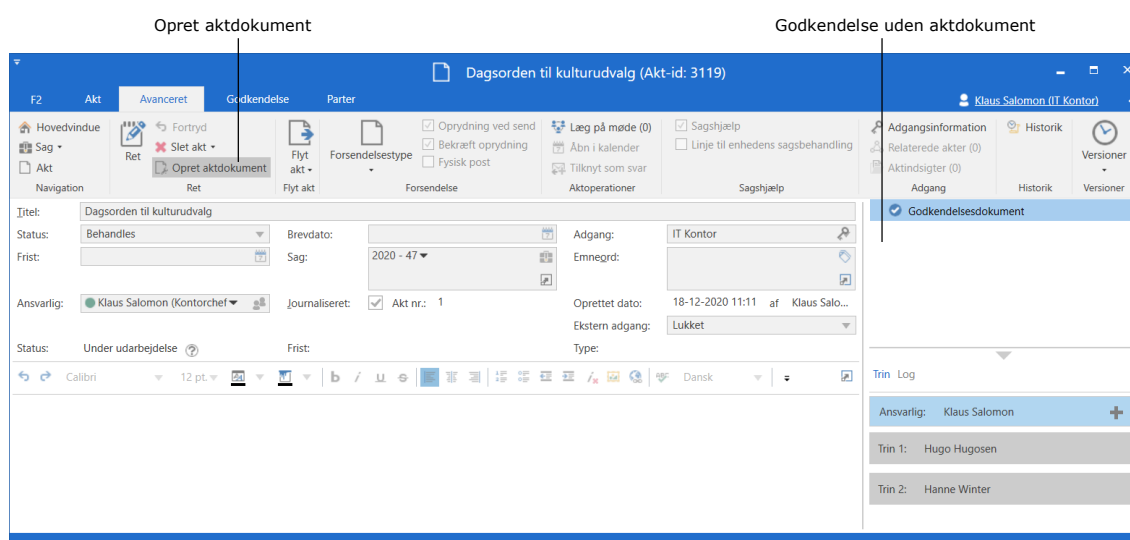 Opret aktdokument
Godkendelse uden aktdokument
Dagsorden til kulturudvalg (Akt-id: 3119)
F2 Akt Avanceret Godkendelse Parter Klaus Salomon (IT Kontor)
Hovedvindue
Sag
Akt
Navigation
Ret
Fortryd
Slet akt
Opret aktdokument
Ret
Flyt
akt
Flyt akt
Forsendelsestype
Oprydning ved send
Bekræft oprydning
Fysisk post
Forsendelse
Læg på møde (0)
Åbn i kalender
Tilknyt som svar
Aktoperationer
Sagshjælp
Linje til enhedens sagsbehandling
Sagshjælp
Adgangsinformation
Relaterede akter (0)
Aktindsigter (0)
Adgang
Historik
Historik
Versioner
Versioner
Titel: Dagsorden til kulturudvalg
Status: Behandles Brevdato: Adgang: IT Kontor
Frist: Sag: 2020 - 47 Emneord:
Ansvarlig: Klaus Salomon (Kontorchef Journaliseret: Akt nr.: 1 Oprettet dato: 18-12-2020 11:11 af Klaus Salo...
Ekstern adgang: Lukket
Status: Under udarbejdelse Frist: Type:
Calibri 12 pt. b i u Dansk
Godkendelsesdokument
Trin Log
Ansvarlig: Klaus Salomon
Trin 1: Hugo Hugosen
Trin 2: Hanne Winter